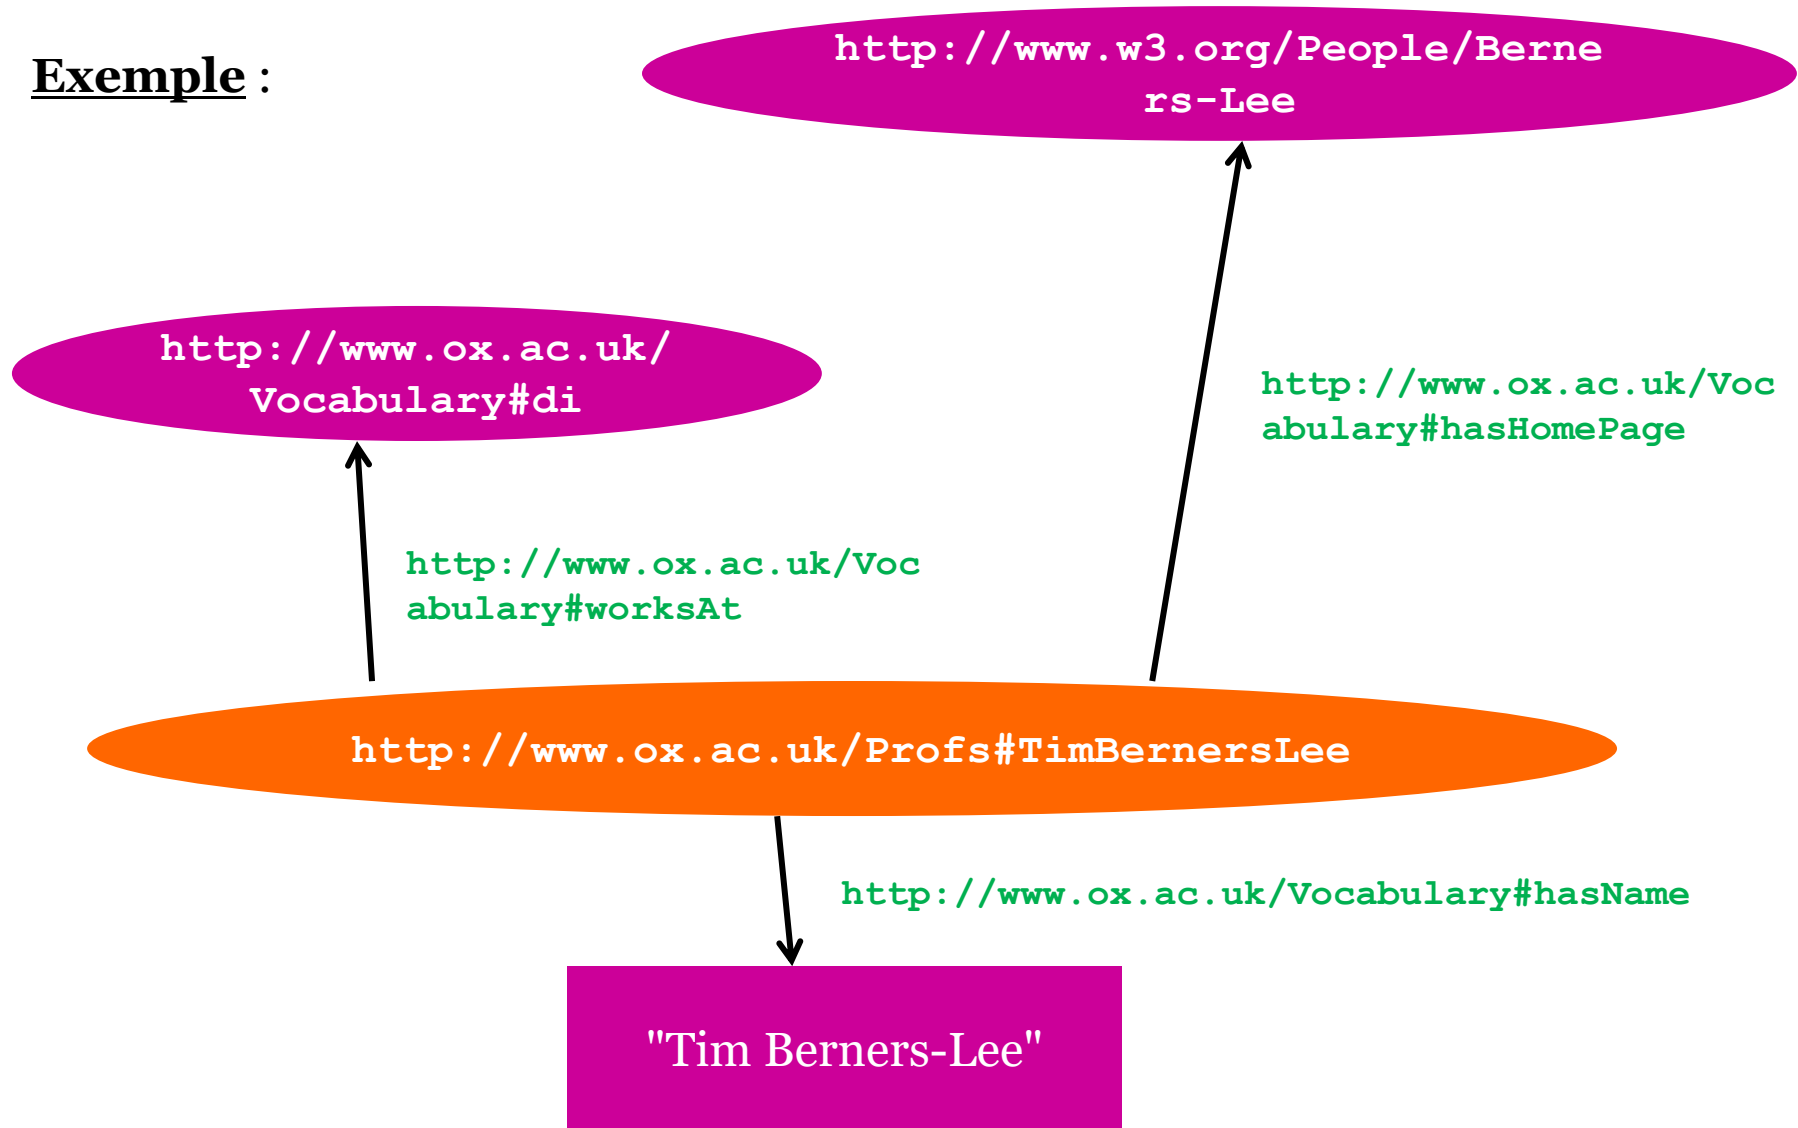 Exemple :
http://www.w3.org/People/Berne
rs-Lee
http://www.ox.ac.uk/
Vocabulary#di
http://www.ox.ac.uk/Voc
abulary#hasHomePage
http://www.ox.ac.uk/Voc
abulary#worksAt
http://www.ox.ac.uk/Profs#TimBernersLee
http://www.ox.ac.uk/Vocabulary#hasName
"Tim Berners-Lee"